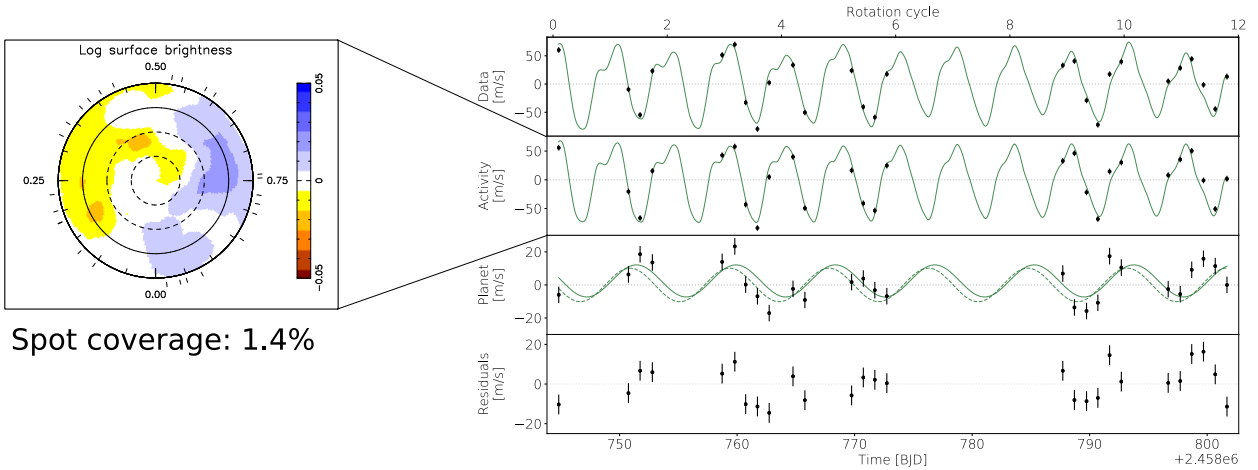 Log surface brightness
0.50
0.25
0.75
0.00
0.05
0
−0.05
Spot coverage: 1.4%
Rotation cycle
0 2 4 6 8 10 12
Data
[m/s]
50
0
−50
Activity
[m/s]
50
0
−50
Planet
[m/s]
20
0
−20
Residuals
[m/s]
20
0
−20
750 760 770 780 790 800
Time [BJD]
+2.458e6